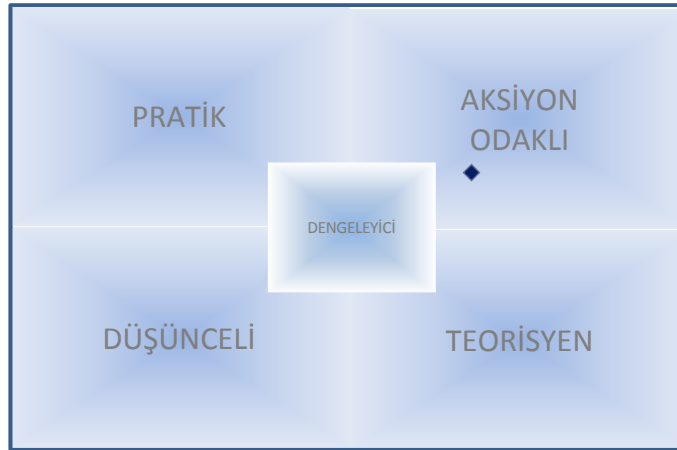 PRATİK
AKSİYON
ODAKLI
DENGELEYİCİ
DÜŞÜNCELİ
TEORİSYEN